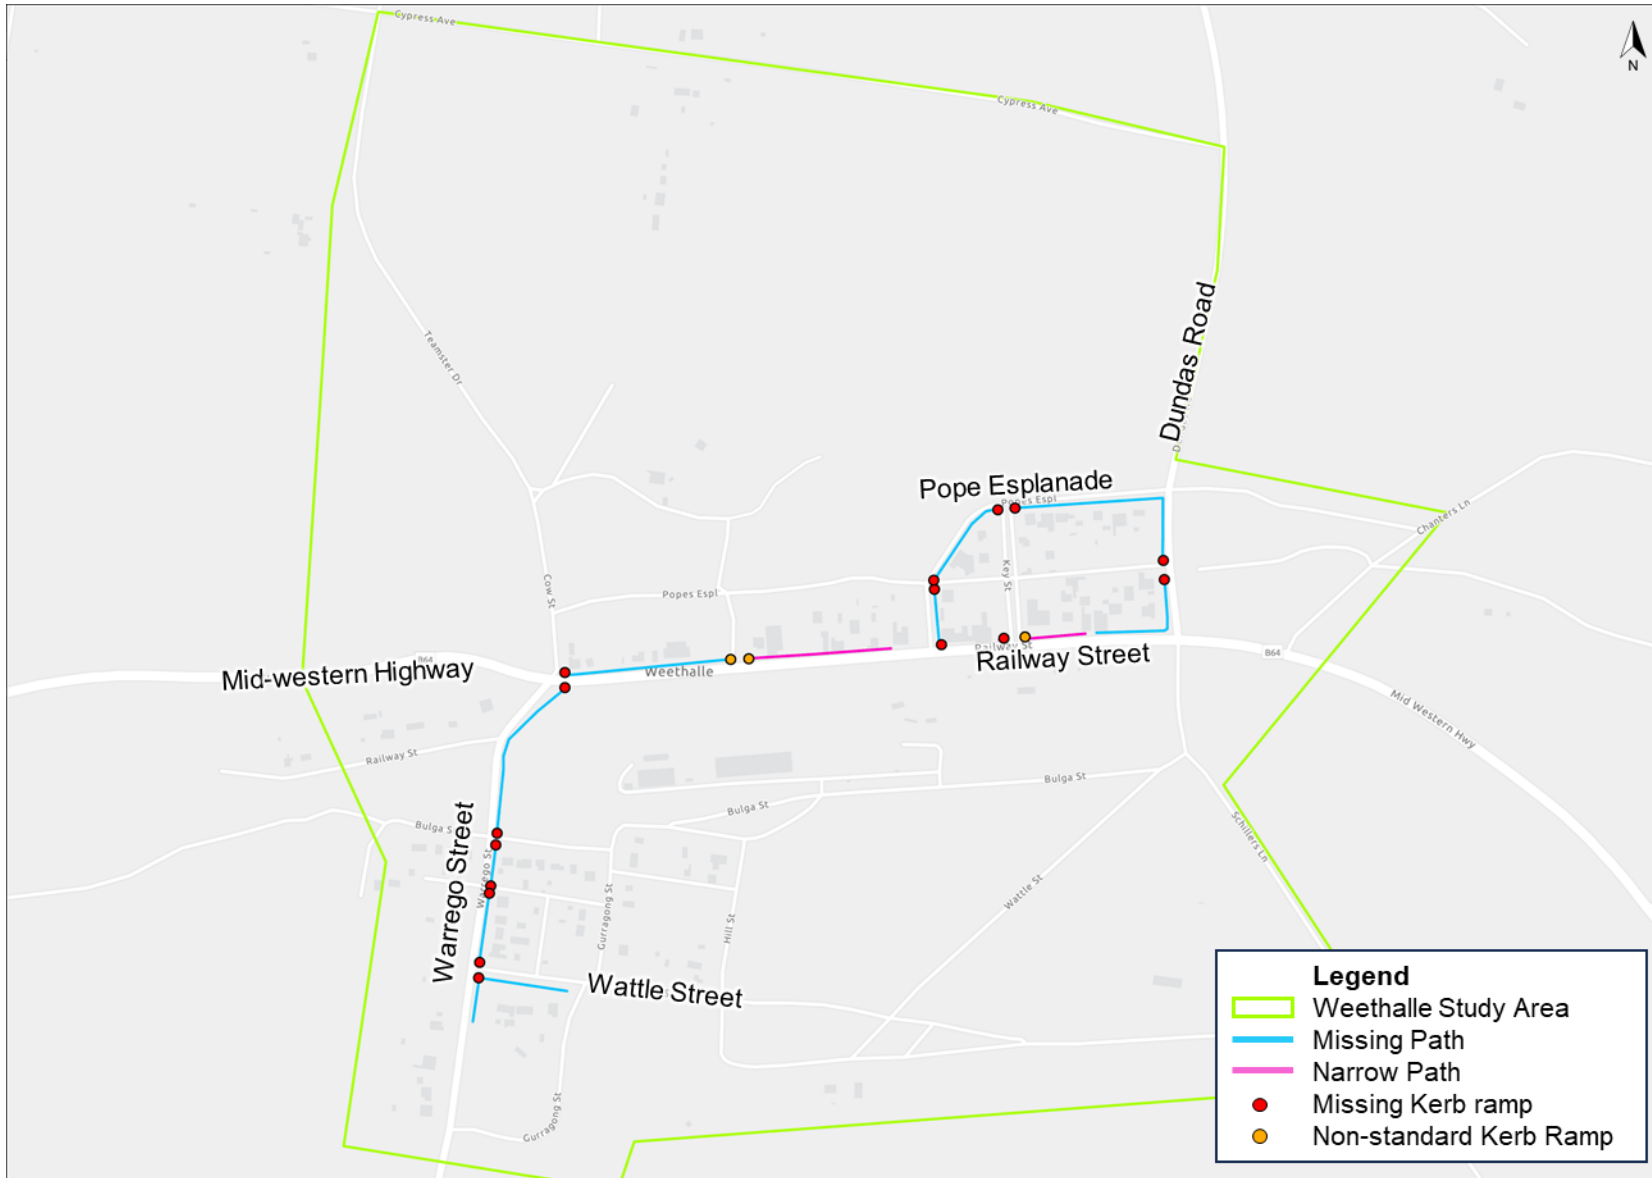 Cypress Ave
N
Cypress Ave
Dundas Road
Teamster Dr
Pope Esplanade
Popes Espl
Chanters Ln
Cow St
Key St
Popes Espl
Railway St
Railway Street
B64
B64
Mid-western Highway
Weethalle
Mid Western Hwy
Railway St
Bulga St
Bulga St
Bulga S
Warrego Street
Warrego St
Schillers Ln
Wattle St
Gurragong St
Hill St
Wattle Street
Gurragong St
Legend
Weethalle Study Area
Missing Path
Narrow Path
Missing Kerb ramp
Non-standard Kerb Ramp